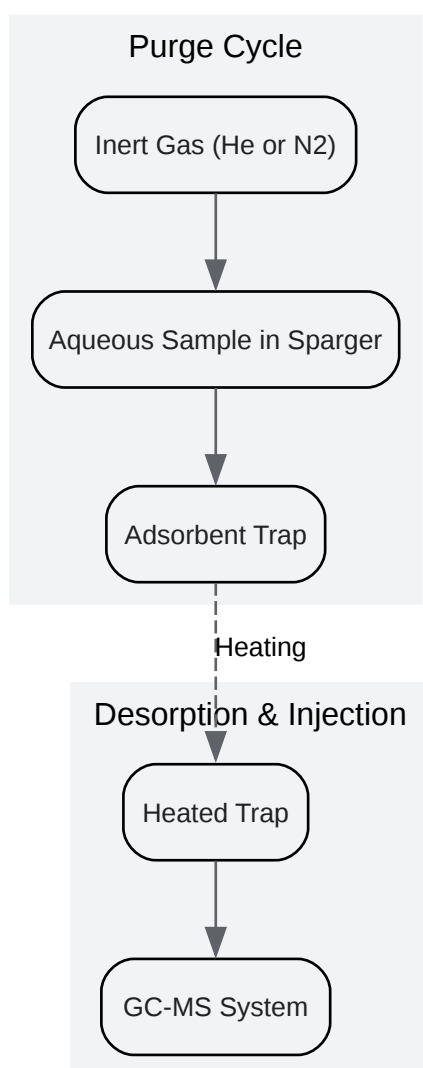 Purge Cycle
Inert Gas (He or N2)
Aqueous Sample in Sparger
Adsorbent Trap
Heating
Desorption & Injection
Heated Trap
GC-MS System